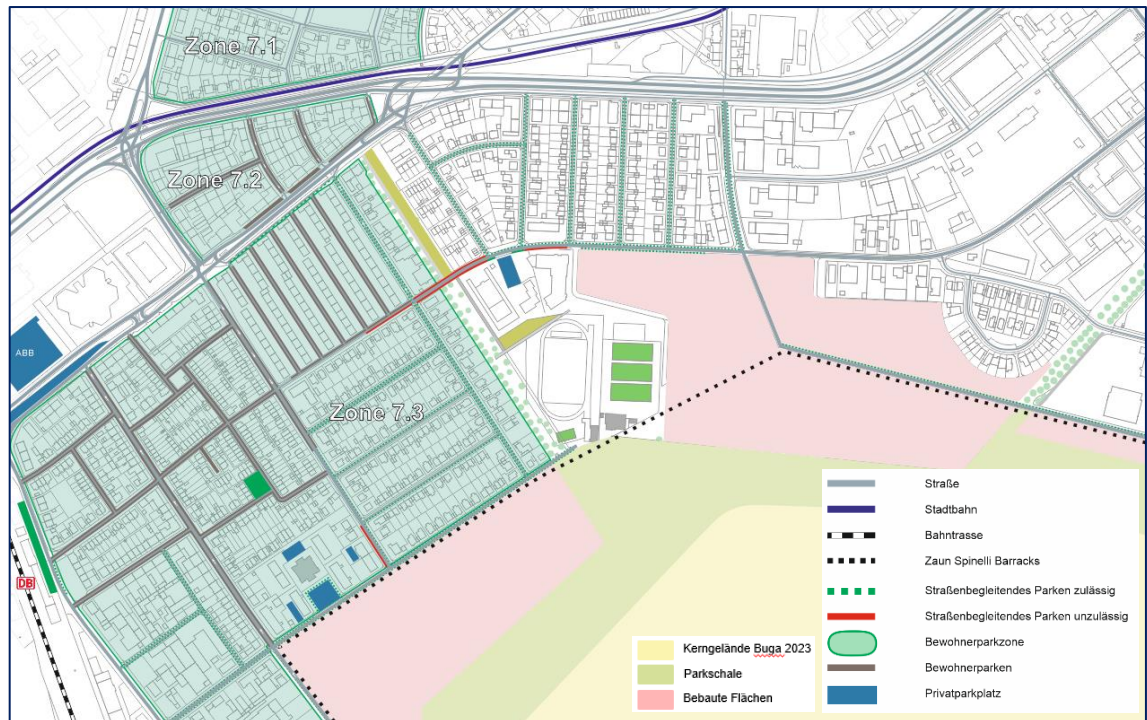 Zone 7.1
Zone 7.2
Zone 7.3
ABB
DB
Straße
Stadtbahn
Bahntrasse
Zaun Spinelli Barracks
Straßenbegleitendes Parken zulässig
Straßenbegleitendes Parken unzulässig
Bewohnerparkzone
Bewohnerparken
Privatparkplatz
Kerngelände Buga 2023
Parkschale
Bebaute Flächen